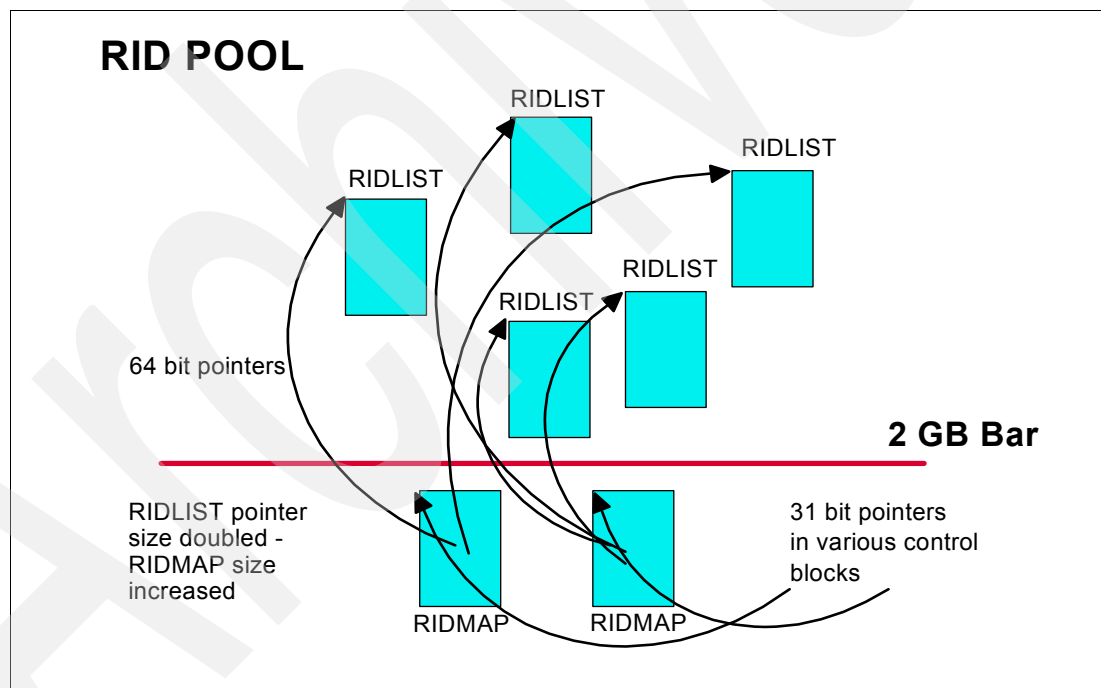 RID POOL
RIDLIST
RIDLIST
RIDLIST
RIDLIST
RIDLIST
64 bit pointers
2 GB Bar
RIDLIST pointer
size doubled -
RIDMAP size
increased
31 bit pointers
in various control
blocks
RIDMAP
RIDMAP